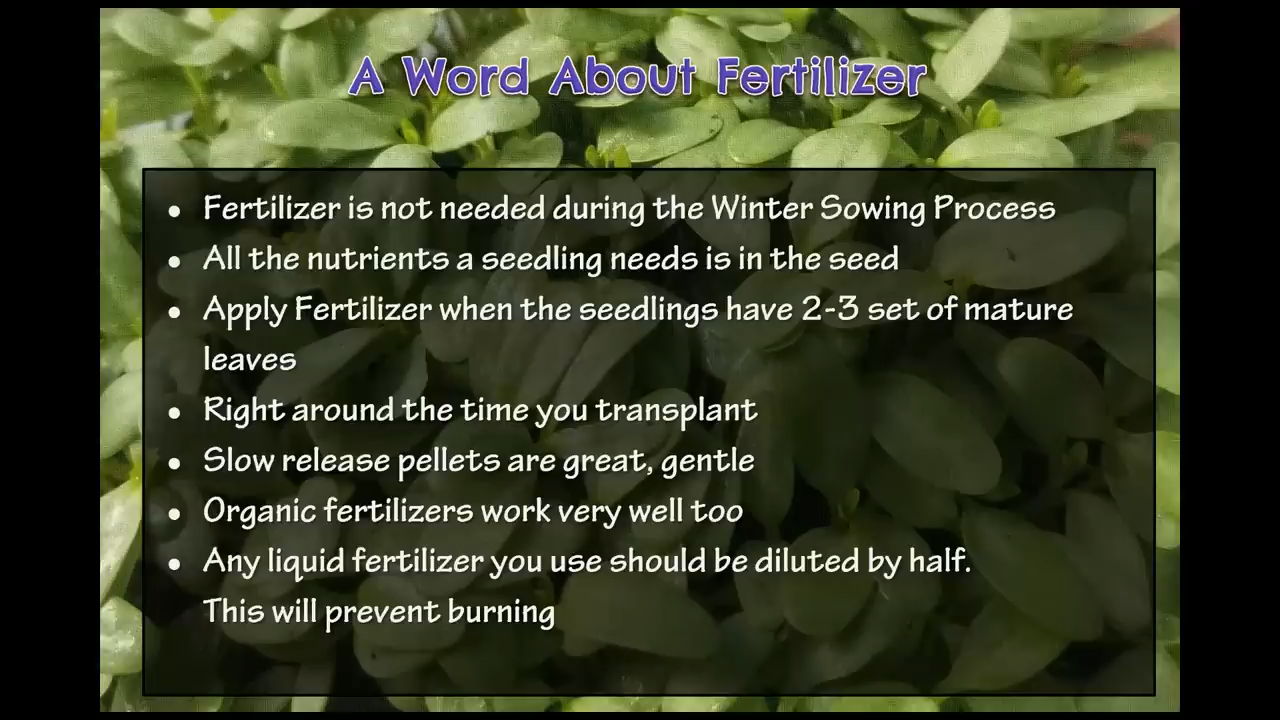 A Word About Fertilizer
• Fertilizer is not needed during the Winter Sowing Process
• All the nutrients a seedling needs is in the seed
• Apply Fertilizer when the seedlings have 2-3 set of mature
leaves
• Right around the time you transplant
• Slow release pellets are great, gentle
• Organic fertilizers work very well too
• Any liquid fertilizer you use should be diluted by half.
This will prevent burning